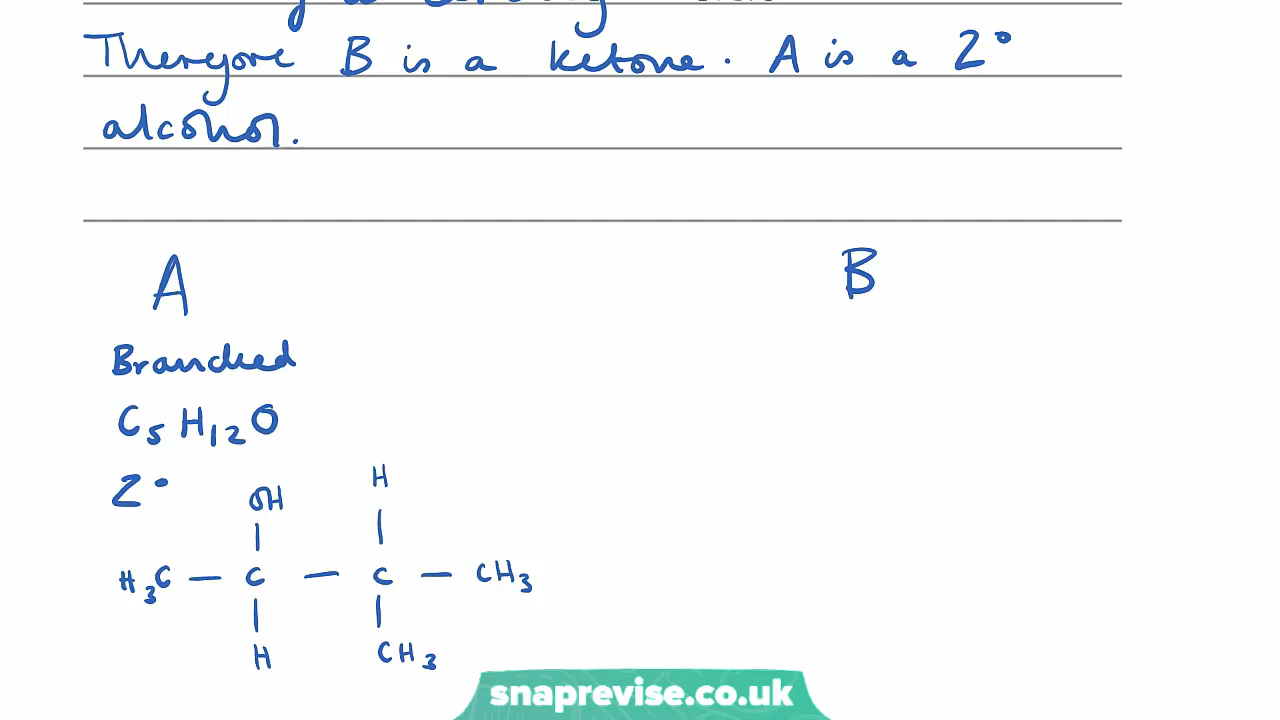 Therefore B is a ketone. A is a 2°
alcohol.
A
B
Branched
C₅H₁₂O
2°
OH
H
H₃C — C — C — CH₃
H
CH₃
snaprevise.co.uk